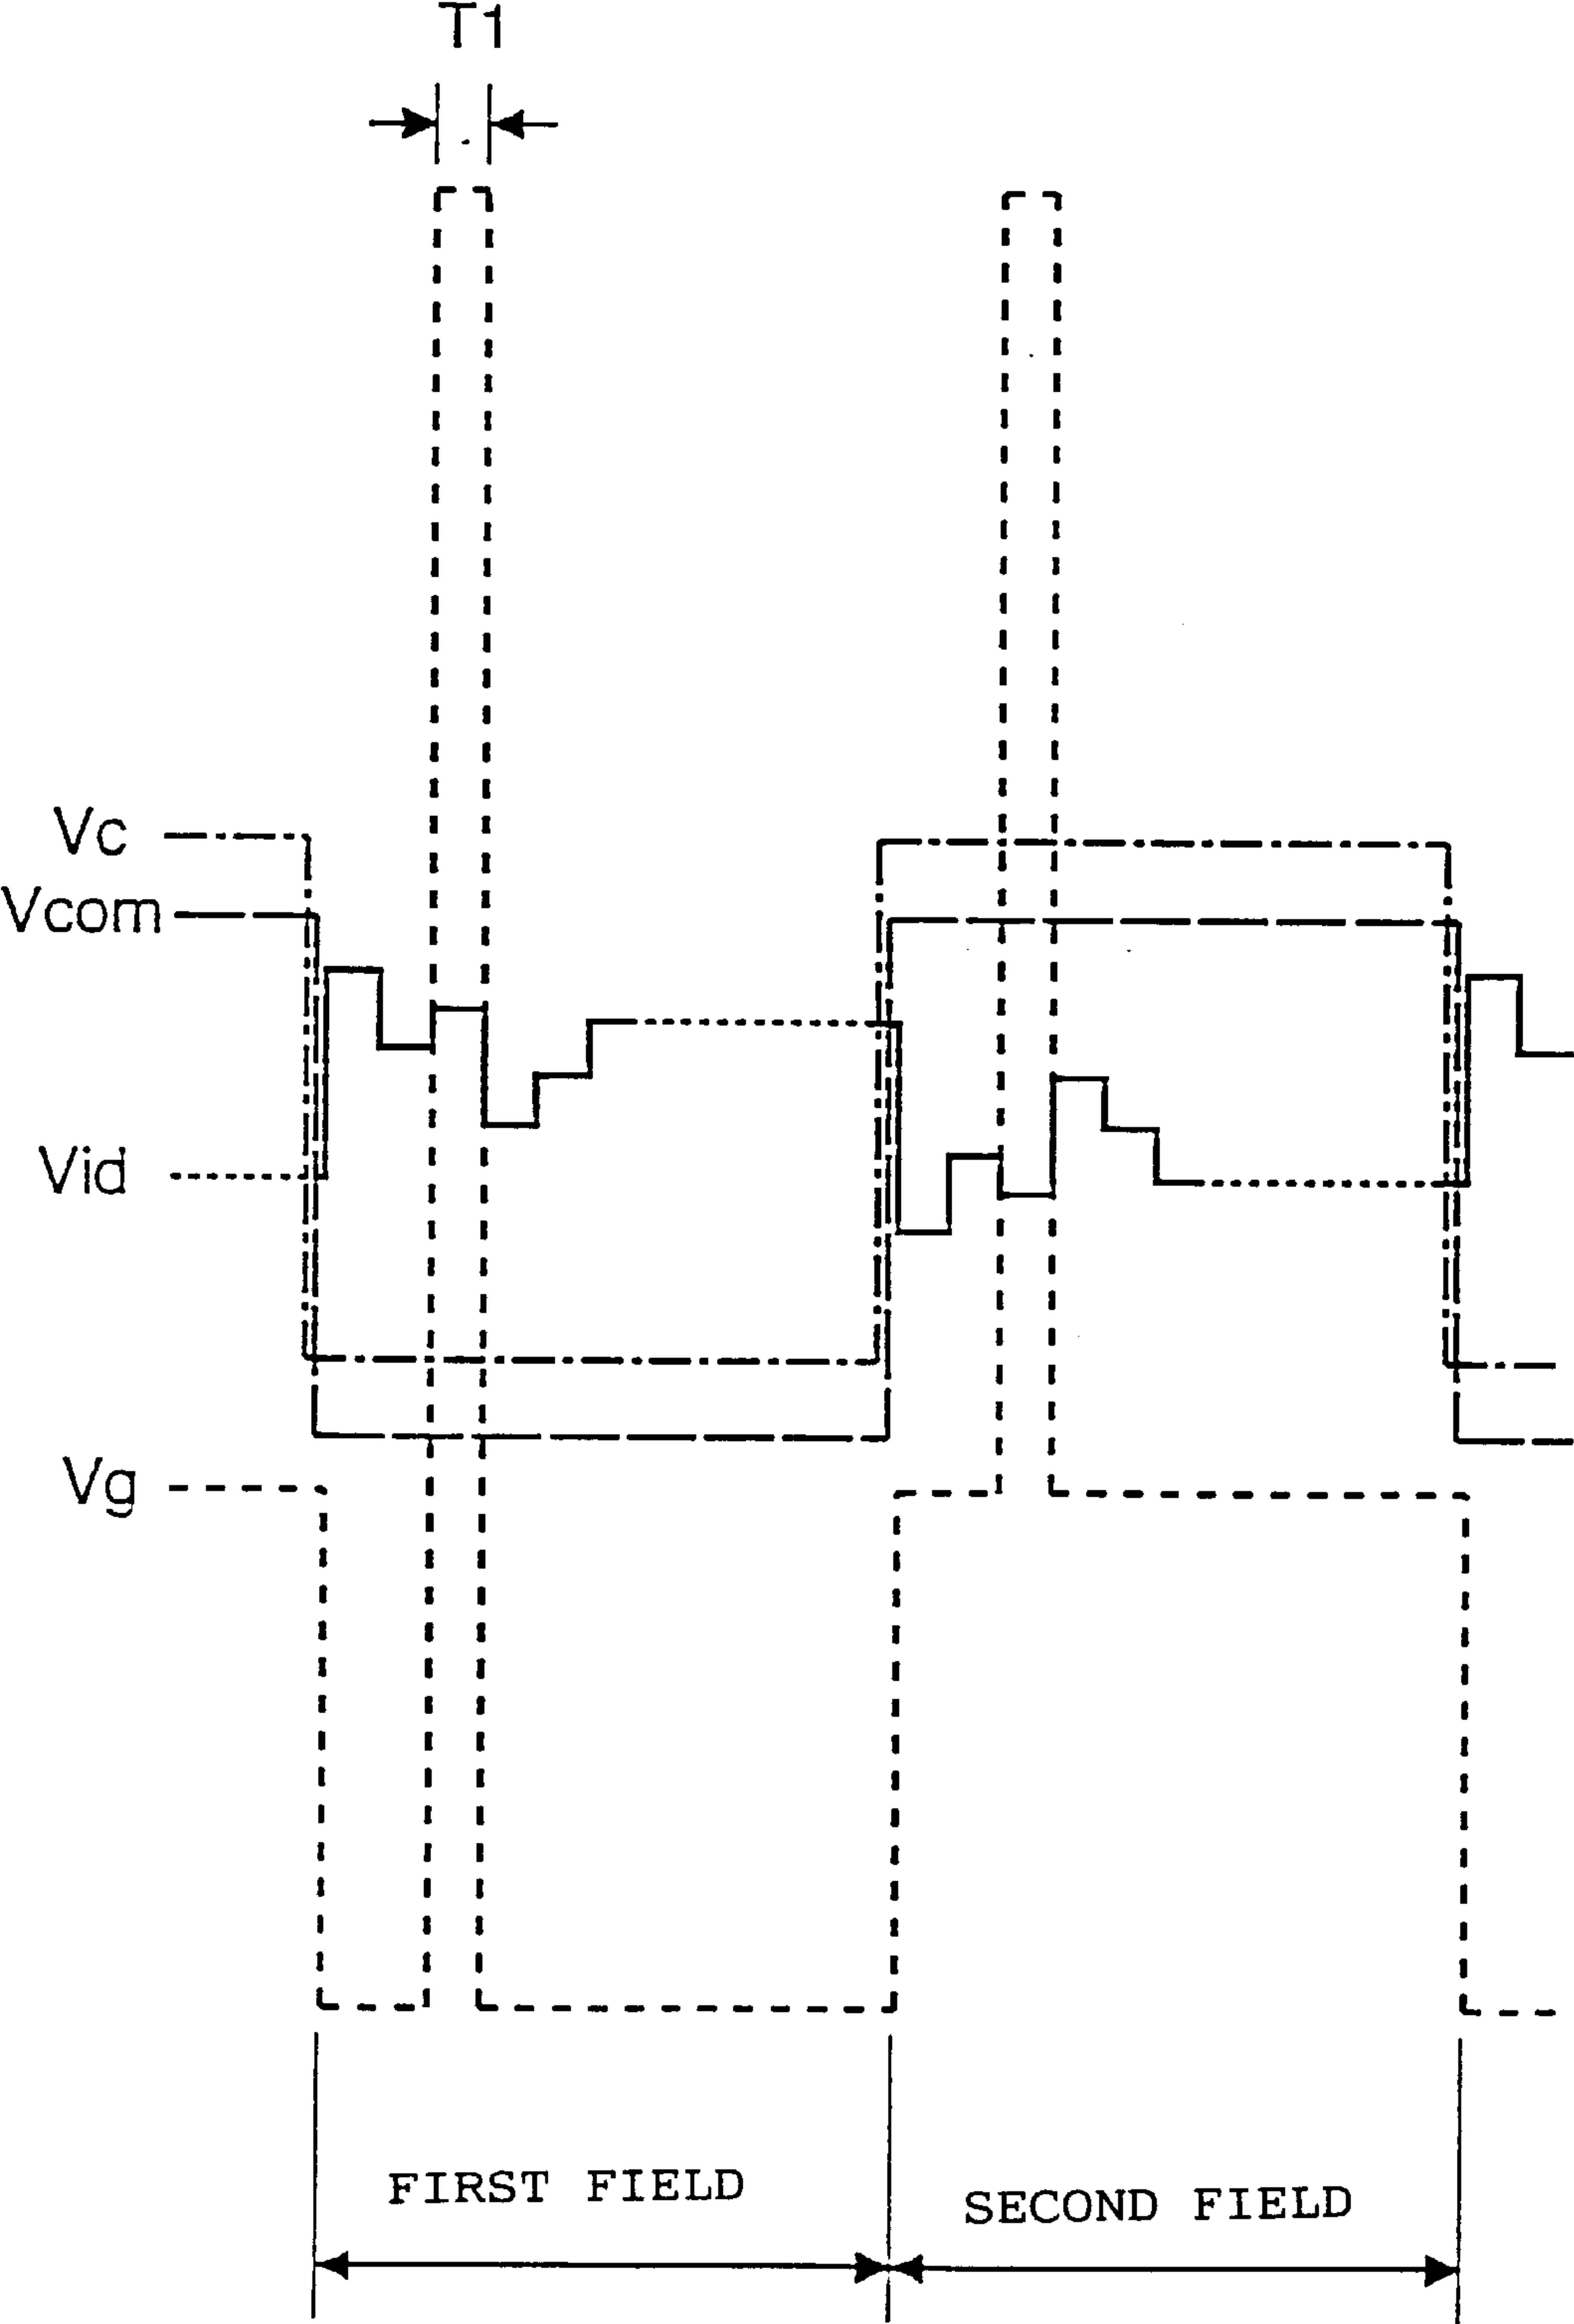 T1
Vc
Vcom
Vid
Vg
FIRST FIELD
SECOND FIELD